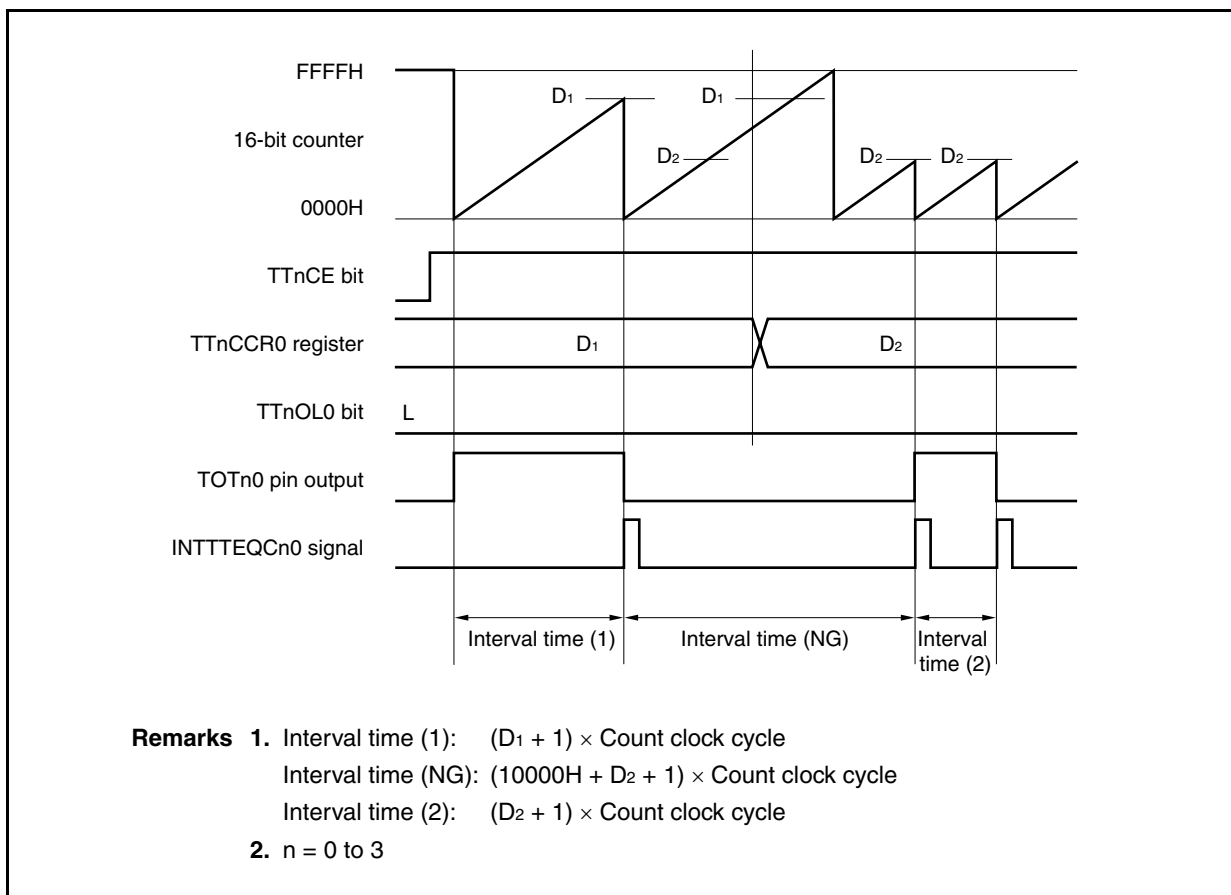 FFFFH
D1
D1
16-bit counter
D2
D2
D2
0000H
TTnCE bit
TTnCCR0 register
D1
D2
TTnOL0 bit
L
TOTn0 pin output
INTTTEQCn0 signal
Interval time (1)
Interval time (NG)
Interval
time (2)
Remarks 1. Interval time (1): (D1 + 1) × Count clock cycle
Interval time (NG): (10000H + D2 + 1) × Count clock cycle
Interval time (2): (D2 + 1) × Count clock cycle
2. n = 0 to 3